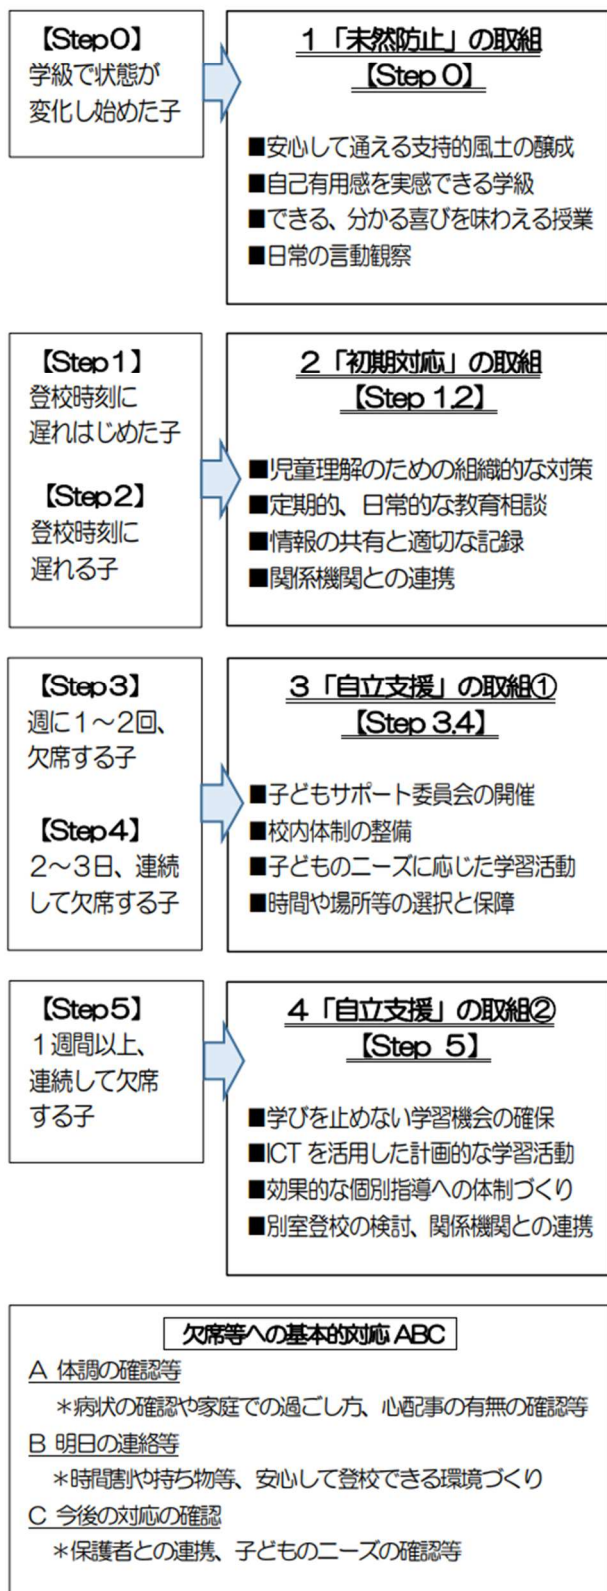 【Step0】
学級で状態が
変化し始めた子
1「未然防止」の取組
【Step 0】
■安心して通える支持的風土の醸成
■自己有用感を実感できる学級
■できる、分かる喜びを味わえる授業
■日常の言動観察
【Step1】
登校時刻に
遅れはじめた子
【Step2】
登校時刻に
遅れる子
2「初期対応」の取組
【Step 1.2】
■児童理解のための組織的な対策
■定期的、日常的な教育相談
■情報の共有と適切な記録
■関係機関との連携
【Step3】
週に1～2回、
欠席する子
【Step4】
2～3日、連続
して欠席する子
3「自立支援」の取組①
【Step 3.4】
■子どもサポート委員会の開催
■校内体制の整備
■子どものニーズに応じた学習活動
■時間や場所等の選択と保障
【Step5】
1週間以上、
連続して欠席
する子
4「自立支援」の取組②
【Step 5】
■学びを止めない学習機会の確保
■ICTを活用した計画的な学習活動
■効果的な個別指導への体制づくり
■別室登校の検討、関係機関との連携
欠席等への基本的対応ABC
A 体調の確認等
＊病状の確認や家庭での過ごし方、心配事の有無の確認等
B 明日の連絡等
＊時間割や持ち物等、安心して登校できる環境づくり
C 今後の対応の確認
＊保護者との連携、子どものニーズの確認等